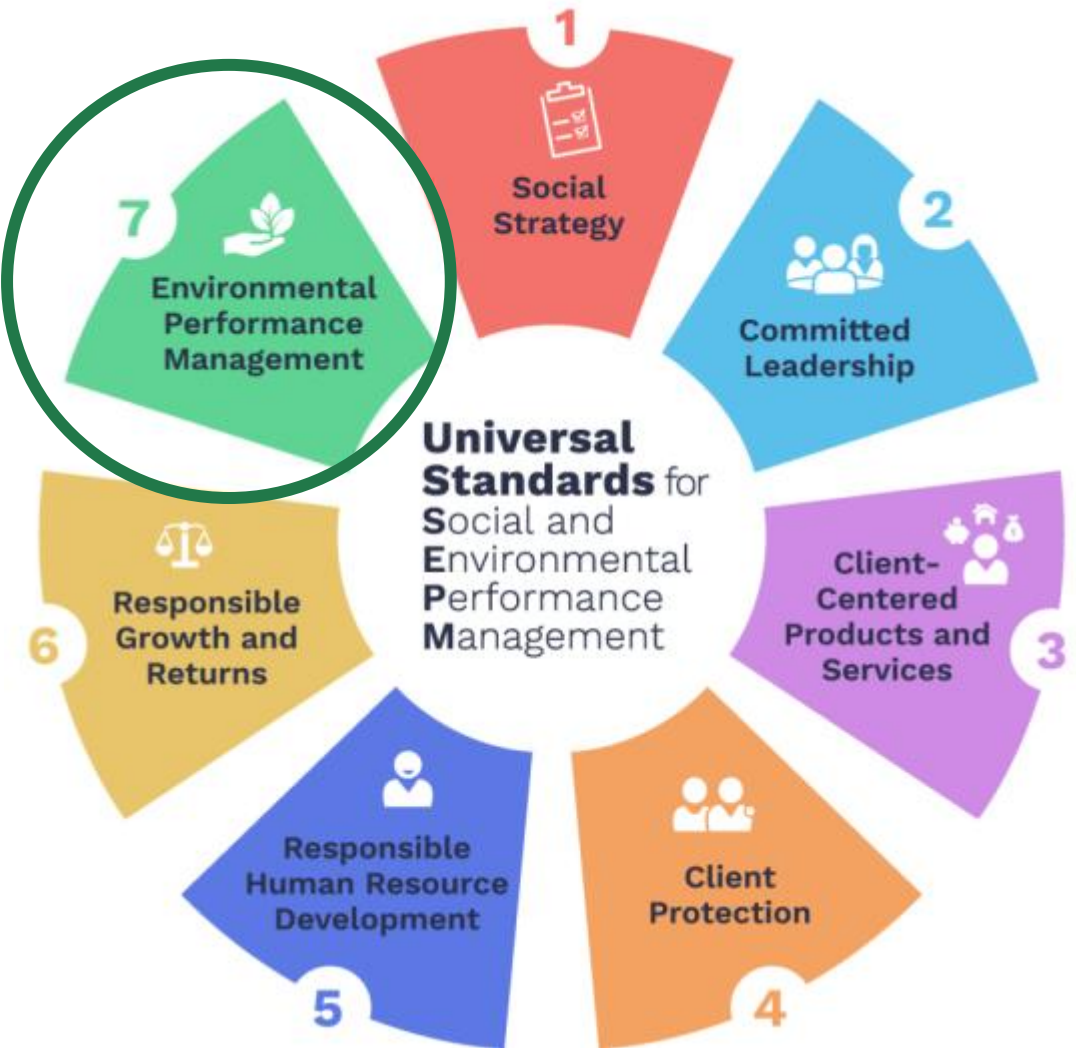 Universal
Standards for
Social and
Environmental
Performance
Management
1
Social
Strategy
2
Committed
Leadership
3
Client-
Centered
Products and
Services
4
Client
Protection
5
Responsible
Human Resource
Development
6
Responsible
Growth and
Returns
7
Environmental
Performance
Management